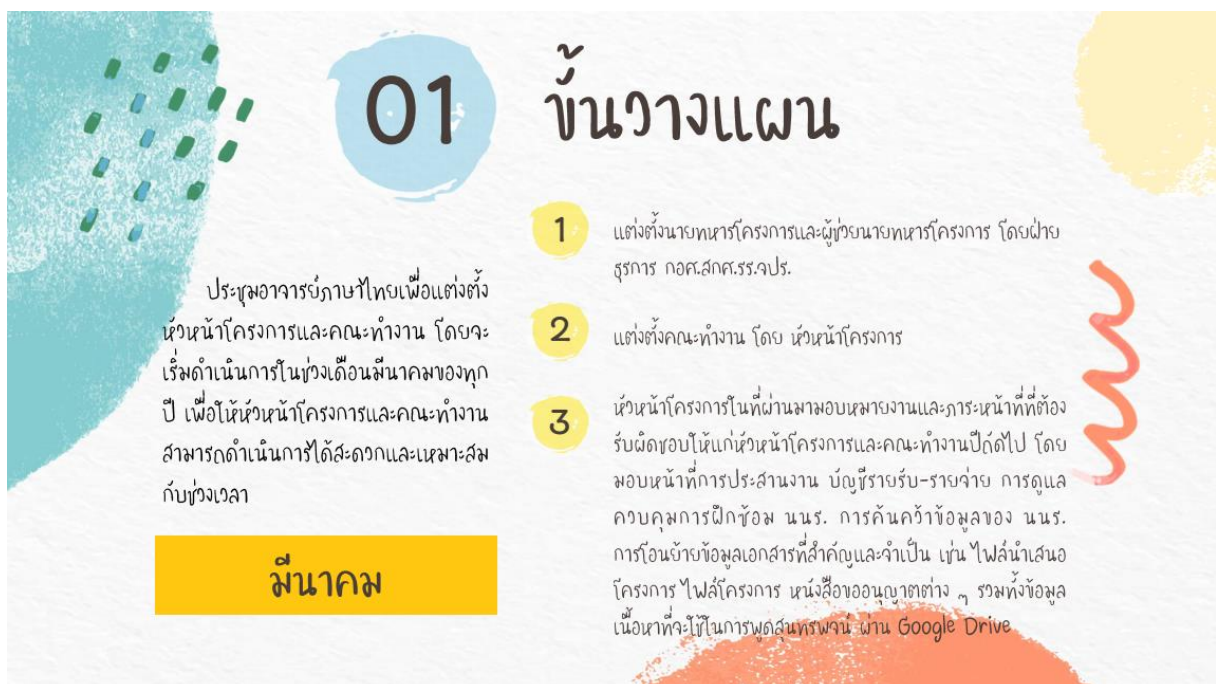 01
ขั้นวางแผน
ประชุมอาจารย์ภาษาไทยเพื่อแต่งตั้ง
หัวหน้าโครงการและคณะทำงาน โดยจะ
เริ่มดำเนินการในช่วงเดือนมีนาคมของทุก
ปี เพื่อให้หัวหน้าโครงการและคณะทำงาน
สามารถดำเนินการได้สะดวกและเหมาะสม
กับช่วงเวลา
มีนาคม
1
แต่งตั้งนายทหารโครงการและผู้ช่วยนายทหารโครงการ โดยฝ่าย
ธุรการ กอศ.สกศ.รร.จปร.
2
แต่งตั้งคณะทำงาน โดย หัวหน้าโครงการ
3
หัวหน้าโครงการในที่ผ่านมามอบหมายงานและภาระหน้าที่ที่ต้อง
รับผิดชอบให้แก่หัวหน้าโครงการและคณะทำงานปีถัดไป โดย
มอบหน้าที่การประสานงาน บัญชีรายรับ-รายจ่าย การดูแล
ควบคุมการฝึกซ้อม นนร. การค้นคว้าข้อมูลของ นนร.
การโอนย้ายข้อมูลเอกสารที่สำคัญและจำเป็น เช่น ไฟล์นำเสนอ
โครงการ ไฟล์โครงการ หนังสือขออนุญาตต่าง ๆ รวมทั้งข้อมูล
เนื้อหาที่จะใช้ในการพูดสุนทรพจน์ ผ่าน Google Drive